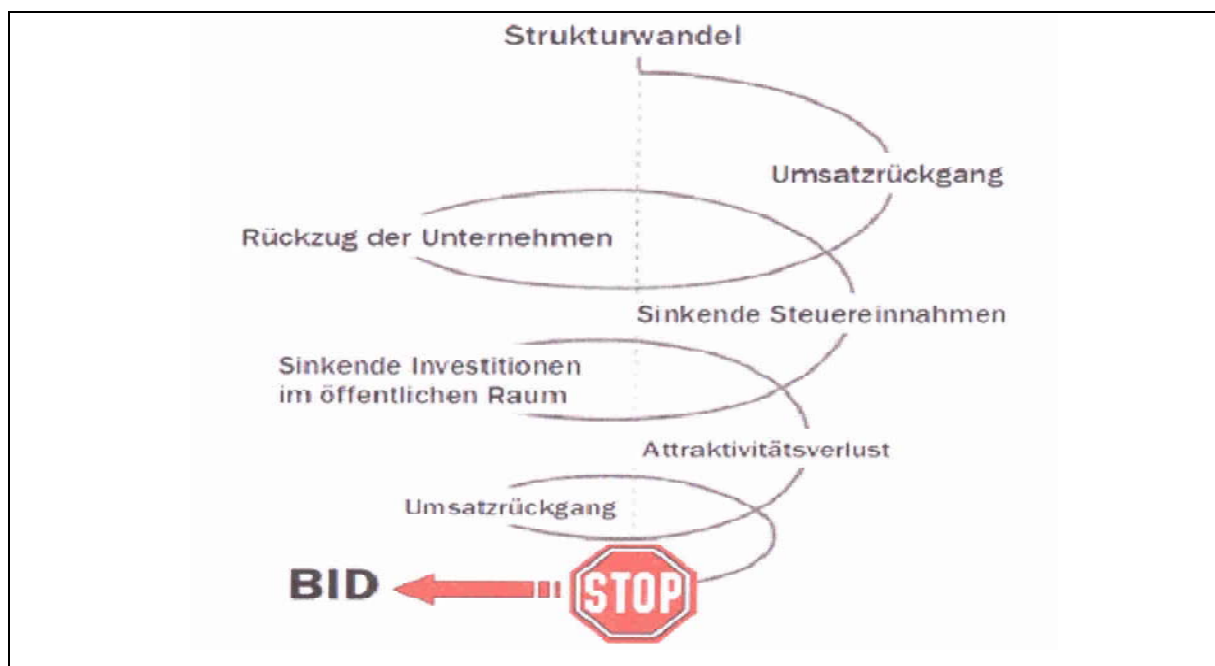 Strukturwandel
Umsatzrückgang
Rückzug der Unternehmen
Sinkende Steuereinnahmen
Sinkende Investitionen
im öffentlichen Raum
Attraktivitätsverlust
Umsatzrückgang
BID
STOP